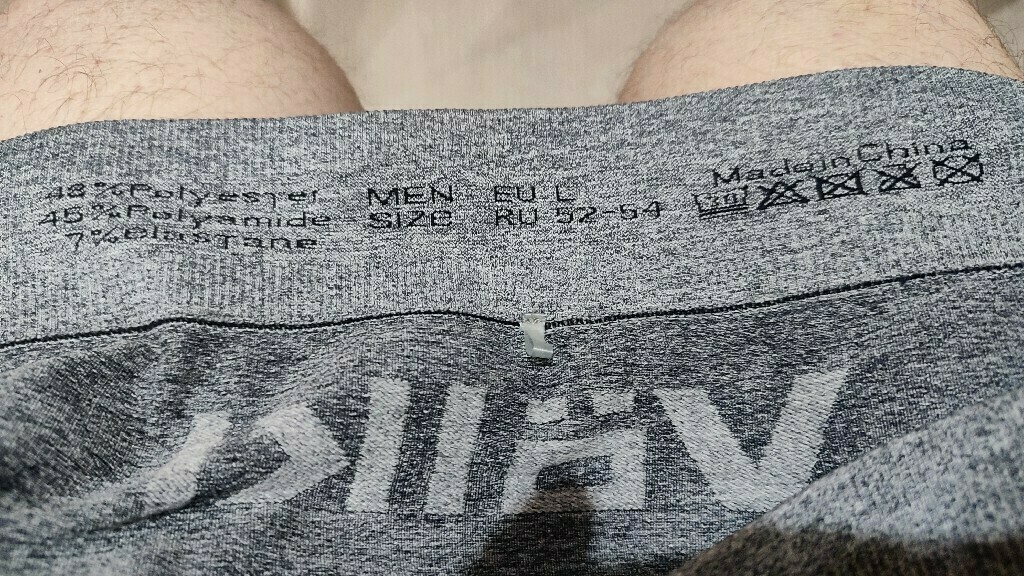 48% Polyester
45% Polyamide
7% Elastane
MEN
SIZE
EU L
RU 52-54
Made in China
L